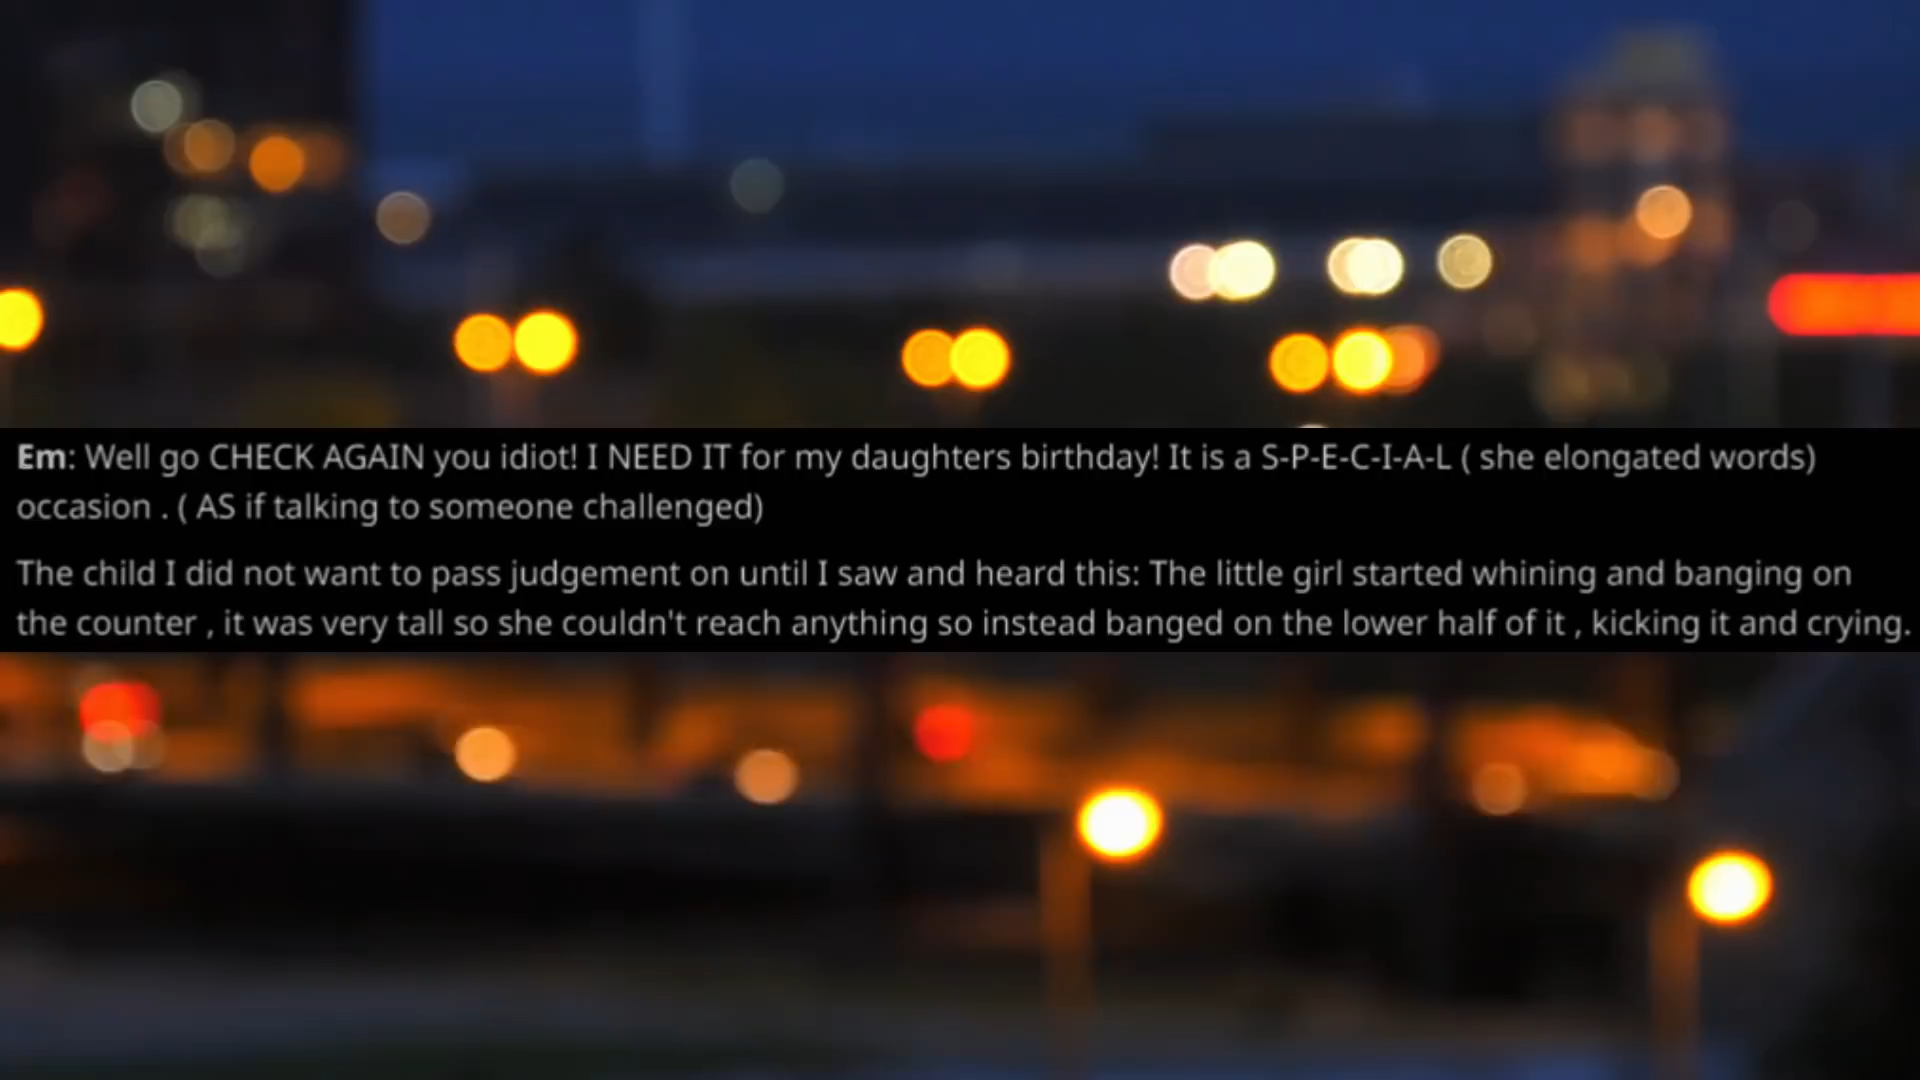 Em: Well go CHECK AGAIN you idiot! I NEED IT for my daughters birthday! It is a S-P-E-C-I-A-L ( she elongated words)
occasion . ( AS if talking to someone challenged)
The child I did not want to pass judgement on until I saw and heard this: The little girl started whining and banging on
the counter , it was very tall so she couldn't reach anything so instead banged on the lower half of it , kicking it and crying.